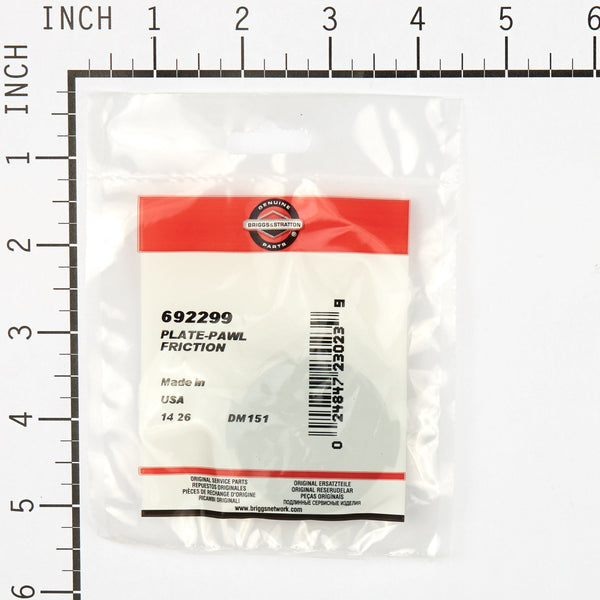 INCH 1 2 3 4 5 6
INCH
1
2
3
4
5
6
GENUINE
BRIGGS&STRATTON
®
PARTS
692299
PLATE-PAWL
FRICTION
Made in
USA
14 26 DM151
0 24847 23023 9
ORIGINAL SERVICE PARTS
REPUESTOS ORIGINALES
PIÈCES DE RECHANGE D'ORIGINE
RICAMBI ORIGINALI
ORIGINAL ERSATZTEILE
ORIGINAL RESERUDELAR
PEÇAS ORIGINAIS
ПОДЛИННЫЕ СЕРВИСНЫЕ ИЗДЕЛИЯ
www.briggsnetwork.com